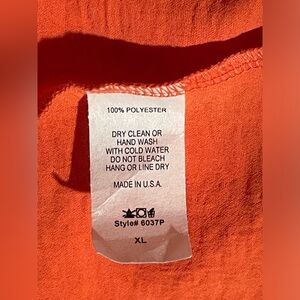 100% POLYESTER
DRY CLEAN OR
HAND WASH
WITH COLD WATER
DO NOT BLEACH
HANG OR LINE DRY
MADE IN U.S.A.
Style# 6037P
XL